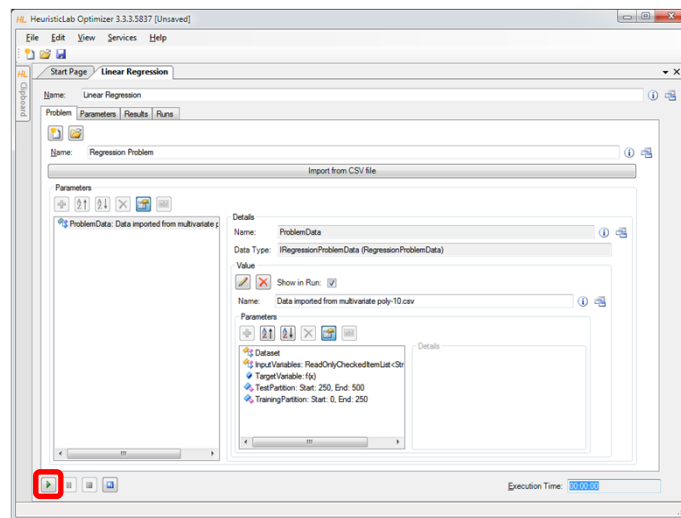 HL HeuristicLab Optimizer 3.3.3.5837 [Unsaved]
File Edit View Services Help
HL Clipboard
Start Page Linear Regression
Name: Linear Regression
Problem Parameters Results Runs
Name: Regression Problem
Import from CSV file
Parameters
ProblemData: Data imported from multivariate p
Details
Name: ProblemData
Data Type: IRegressionProblemData (RegressionProblemData)
Value
Show in Run:
Name: Data imported from multivariate poly-10.csv
Parameters
Dataset
InputVariables: ReadOnlyCheckedItemList<Str
TargetVariable: f(x)
TestPartition: Start: 250, End: 500
TrainingPartition: Start: 0, End: 250
Details
Execution Time: 00:00:00